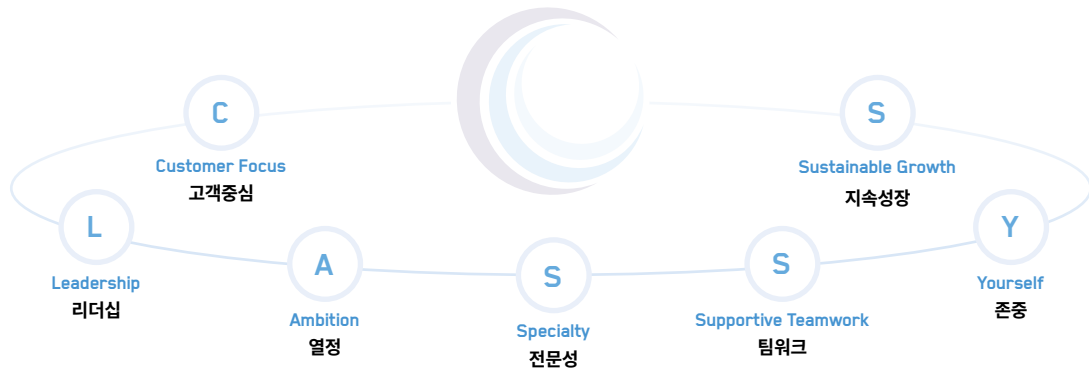 C
Customer Focus
고객중심
L
Leadership
리더십
A
Ambition
열정
S
Specialty
전문성
S
Supportive Teamwork
팀워크
Y
Yourself
존중
S
Sustainable Growth
지속성장